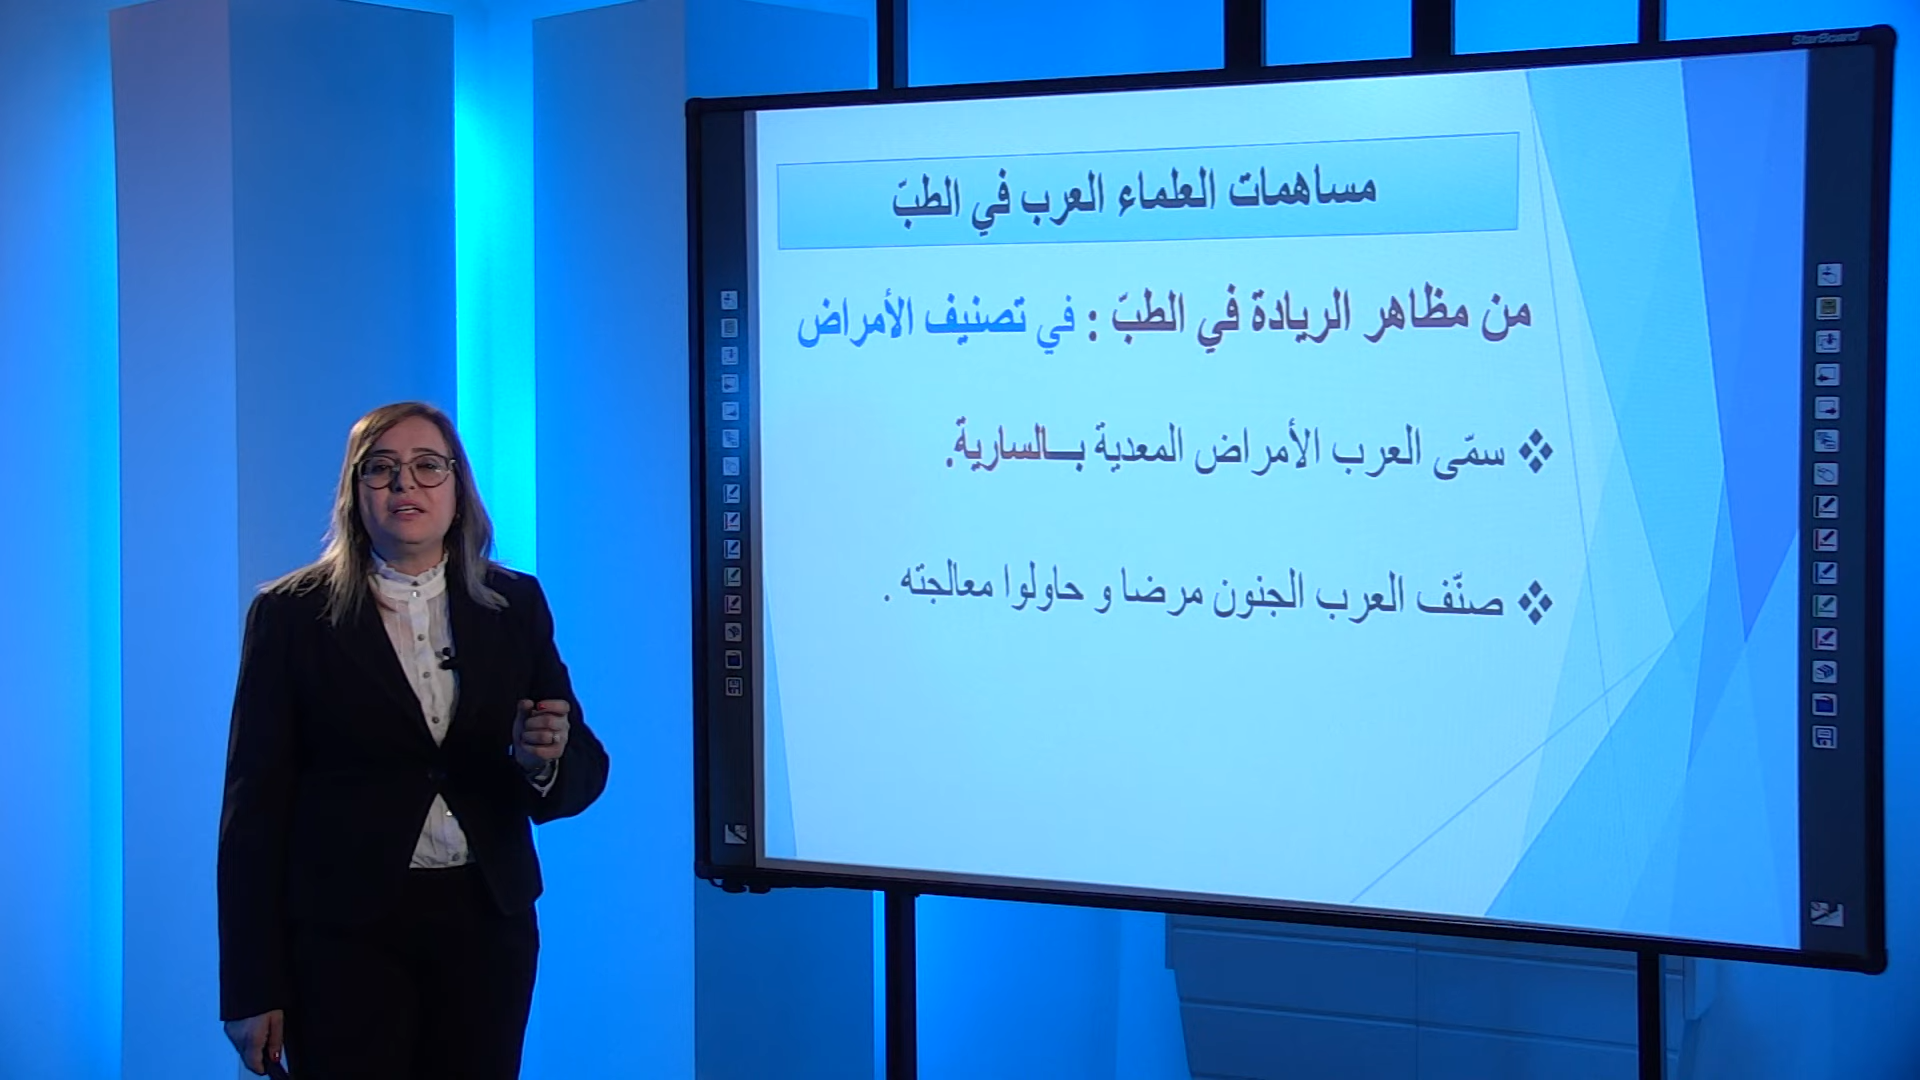 StarBoard
مساهمات العلماء العرب في الطبّ
من مظاهر الريادة في الطبّ : في تصنيف الأمراض
❖ سمّى العرب الأمراض المعدية بـالسارية.
❖ صنّف العرب الجنون مرضا و حاولوا معالجته .